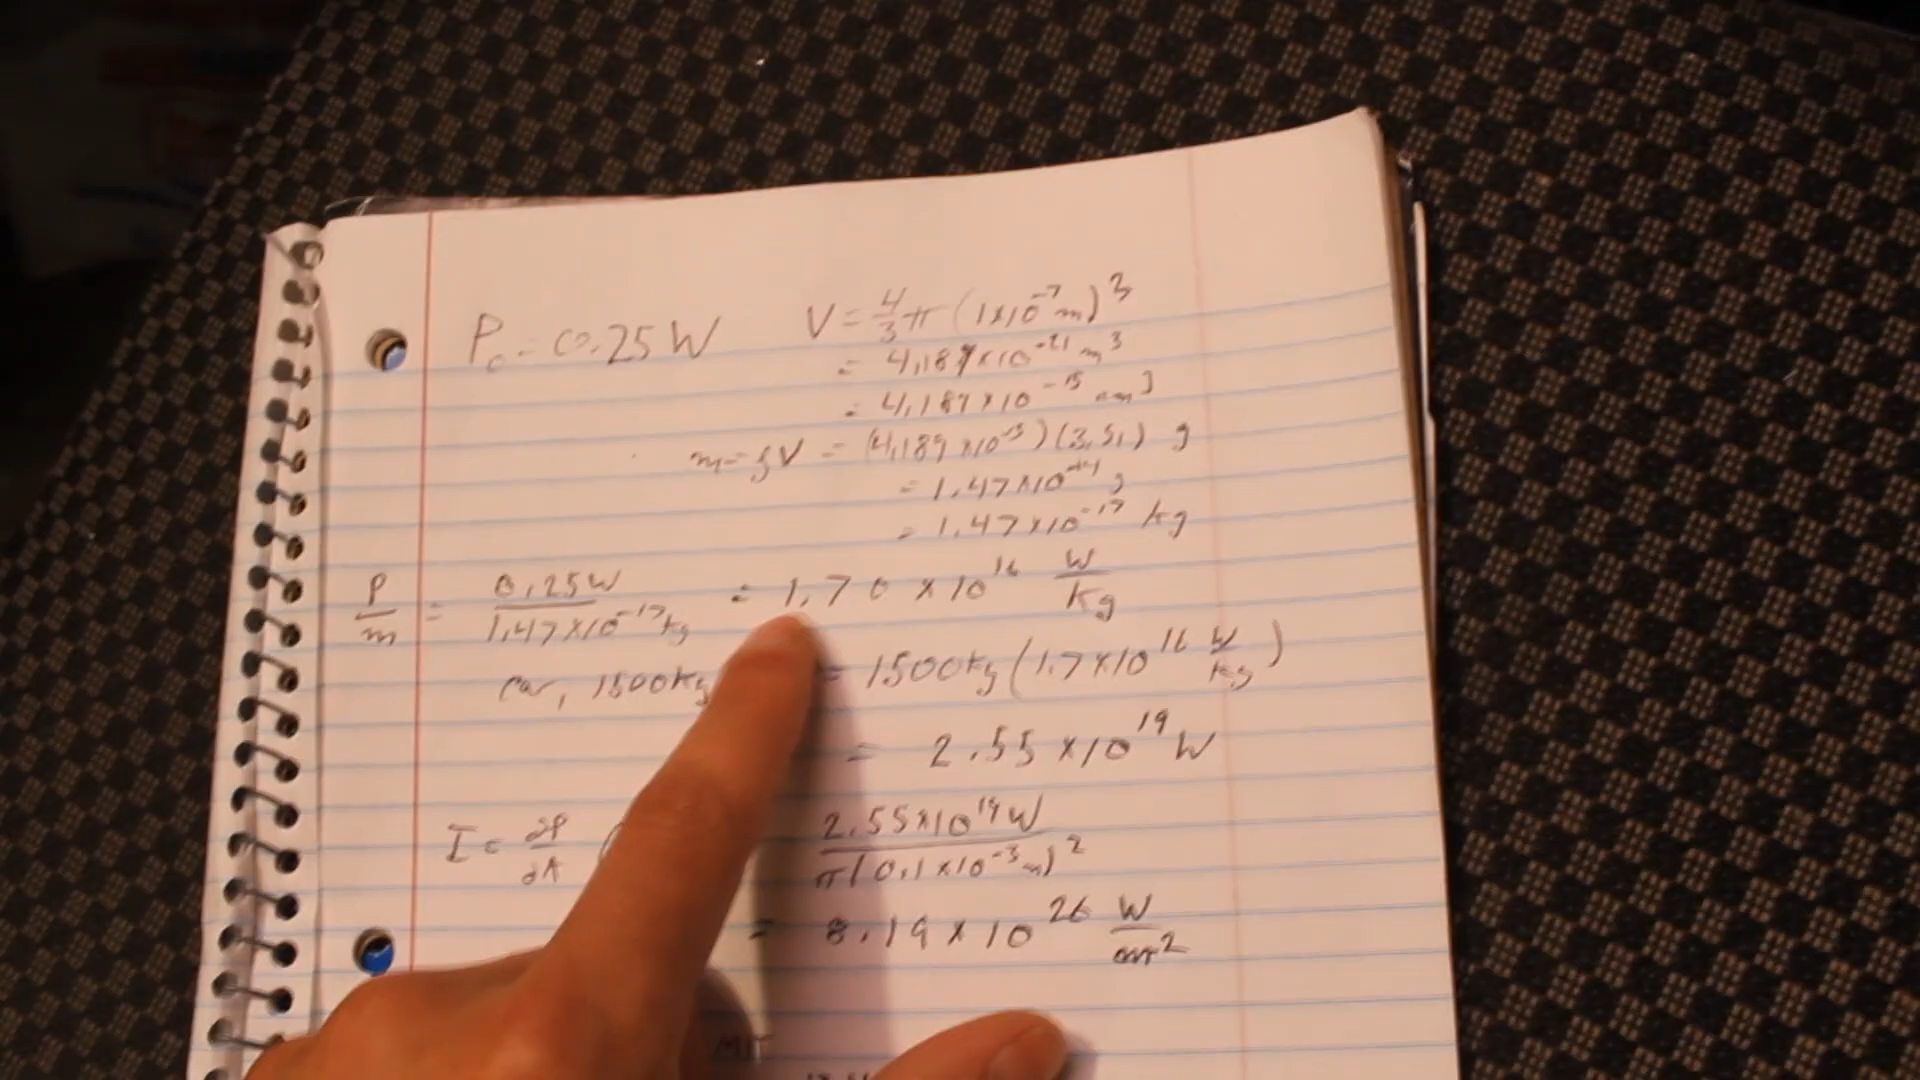 P₀ = 0.25 W
V = 4/3 π (1×10⁻⁷ m)³
= 4.189×10⁻²¹ m³
= 4.189×10⁻¹⁵ cm³
m = ρV = (4.189×10⁻¹⁵)(3.51) g
= 1.47×10⁻¹⁴ g
= 1.47×10⁻¹⁷ kg
P/m = 0.25W / 1.47×10⁻¹⁷ kg = 1.70 × 10¹⁶ W/kg
car, 1500kg = 1500kg (1.7×10¹⁶ W/kg)
= 2.55 × 10¹⁹ W
I = ∂P/∂A 2.55×10¹⁹ W / π(0.1×10⁻³ m)²
= 8.19 × 10²⁶ W/m²